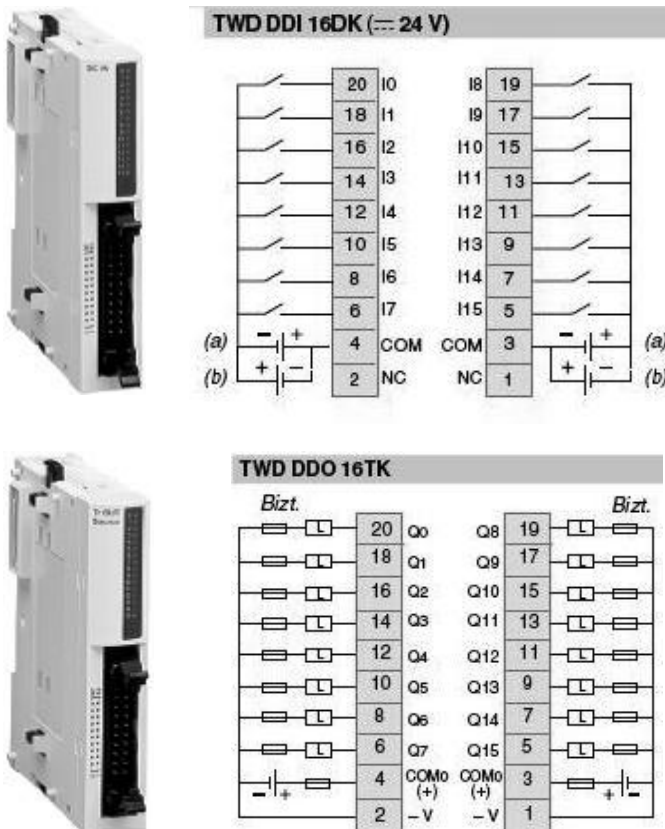 TWD DDI 16DK (⎓ 24 V)
DC IN
20 I0 I8 19
18 I1 I9 17
16 I2 I10 15
14 I3 I11 13
12 I4 I12 11
10 I5 I13 9
8 I6 I14 7
6 I7 I15 5
(a) - + 4 COM COM 3 - + (a)
(b) + - 2 NC NC 1 + - (b)
TWD DDO 16TK
Bizt. Bizt.
L 20 Q0 Q8 19 L
L 18 Q1 Q9 17 L
L 16 Q2 Q10 15 L
L 14 Q3 Q11 13 L
L 12 Q4 Q12 11 L
L 10 Q5 Q13 9 L
L 8 Q6 Q14 7 L
L 6 Q7 Q15 5 L
- + 4 COM0 (+) COM0 (+) 3 + -
2 – V – V 1